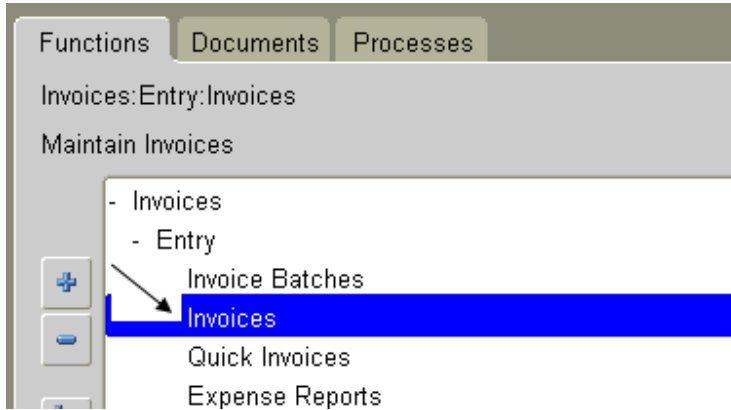 Functions Documents Processes
Invoices:Entry:Invoices
Maintain Invoices
- Invoices
- Entry
Invoice Batches
Invoices
Quick Invoices
Expense Reports